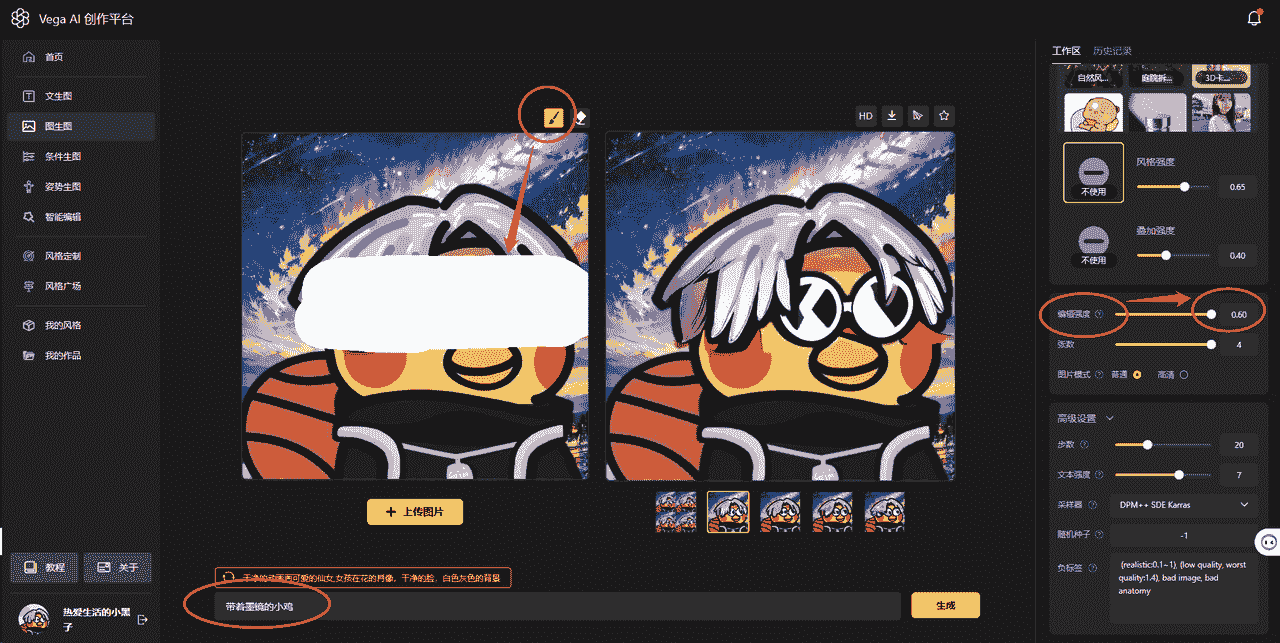 Vega AI 创作平台
首页
文生图
图生图
条件生图
姿势生图
智能编辑
风格定制
风格广场
我的风格
我的作品
教程
关于
热爱生活的小黑子
HD
上传图片
干净的动画画可爱的仙女,女孩在花的肖像，干净的脸，白色灰色的背景
带着墨镜的小鸡
生成
工作区 历史记录
自然风...
庭院拆...
3D卡...
不使用
风格强度
0.65
不使用
叠加强度
0.40
编辑强度 0.60
张数 4
图片模式 普通 高清
高级设置
步数 20
文本强度 7
采样器 DPM++ SDE Karras
随机种子 -1
负标签
(realistic:0.1~1), (low quality, worst
quality:1.4), bad image, bad
anatomy